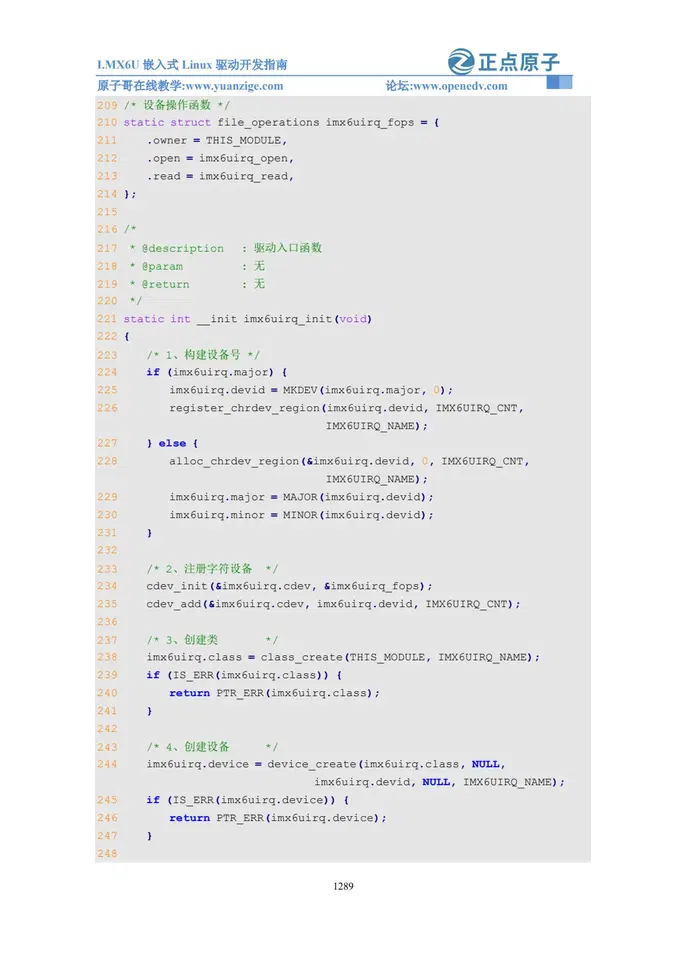 I.MX6U 嵌入式 Linux 驱动开发指南
正点原子
原子哥在线教学:www.yuanzige.com 论坛:www.openedv.com
209 /* 设备操作函数 */
210 static struct file_operations imx6uirq_fops = {
211 .owner = THIS_MODULE,
212 .open = imx6uirq_open,
213 .read = imx6uirq_read,
214 };
215
216 /*
217 * @description : 驱动入口函数
218 * @param : 无
219 * @return : 无
220 */
221 static int __init imx6uirq_init(void)
222 {
223 /* 1、构建设备号 */
224 if (imx6uirq.major) {
225 imx6uirq.devid = MKDEV(imx6uirq.major, 0);
226 register_chrdev_region(imx6uirq.devid, IMX6UIRQ_CNT,
IMX6UIRQ_NAME);
227 } else {
228 alloc_chrdev_region(&imx6uirq.devid, 0, IMX6UIRQ_CNT,
IMX6UIRQ_NAME);
229 imx6uirq.major = MAJOR(imx6uirq.devid);
230 imx6uirq.minor = MINOR(imx6uirq.devid);
231 }
232
233 /* 2、注册字符设备 */
234 cdev_init(&imx6uirq.cdev, &imx6uirq_fops);
235 cdev_add(&imx6uirq.cdev, imx6uirq.devid, IMX6UIRQ_CNT);
236
237 /* 3、创建类 */
238 imx6uirq.class = class_create(THIS_MODULE, IMX6UIRQ_NAME);
239 if (IS_ERR(imx6uirq.class)) {
240 return PTR_ERR(imx6uirq.class);
241 }
242
243 /* 4、创建设备 */
244 imx6uirq.device = device_create(imx6uirq.class, NULL,
imx6uirq.devid, NULL, IMX6UIRQ_NAME);
245 if (IS_ERR(imx6uirq.device)) {
246 return PTR_ERR(imx6uirq.device);
247 }
248
1289